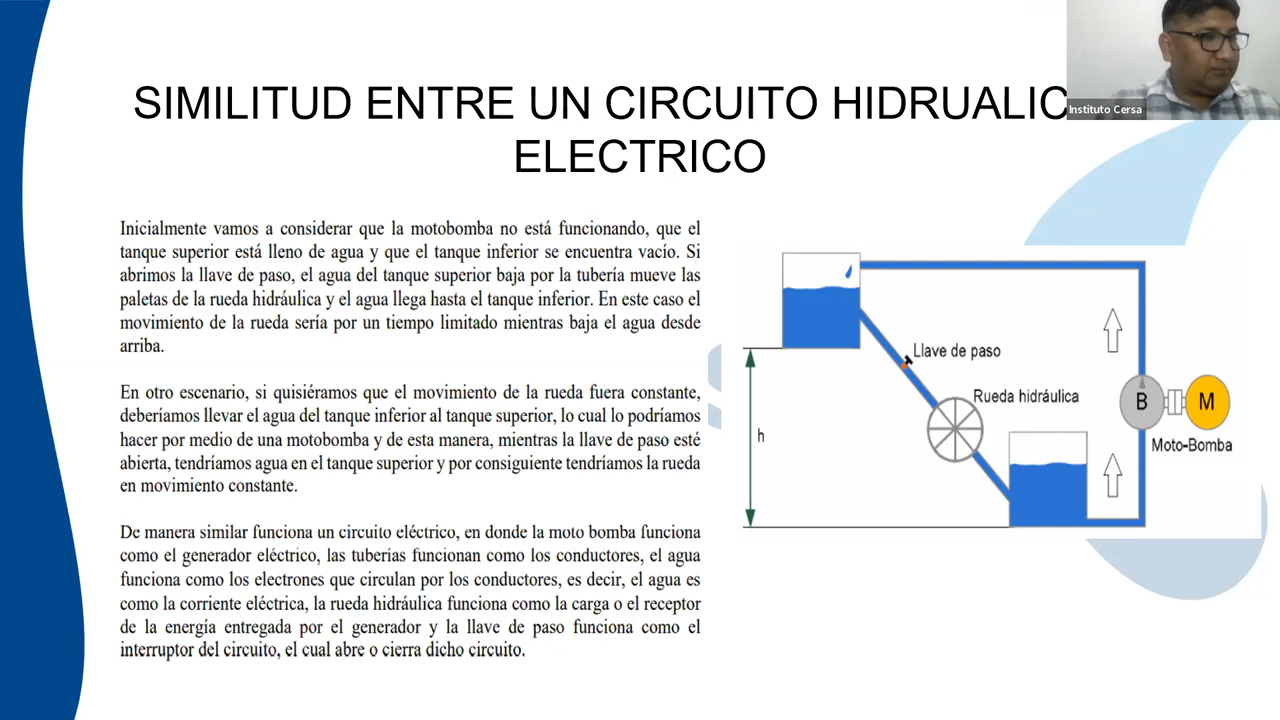 SIMILITUD ENTRE UN CIRCUITO HIDRUALIC
ELECTRICO
Instituto Cersa
Inicialmente vamos a considerar que la motobomba no está funcionando, que el
tanque superior está lleno de agua y que el tanque inferior se encuentra vacío. Si
abrimos la llave de paso, el agua del tanque superior baja por la tubería mueve las
paletas de la rueda hidráulica y el agua llega hasta el tanque inferior. En este caso el
movimiento de la rueda sería por un tiempo limitado mientras baja el agua desde
arriba.
En otro escenario, si quisiéramos que el movimiento de la rueda fuera constante,
deberíamos llevar el agua del tanque inferior al tanque superior, lo cual lo podríamos
hacer por medio de una motobomba y de esta manera, mientras la llave de paso esté
abierta, tendríamos agua en el tanque superior y por consiguiente tendríamos la rueda
en movimiento constante.
De manera similar funciona un circuito eléctrico, en donde la moto bomba funciona
como el generador eléctrico, las tuberías funcionan como los conductores, el agua
funciona como los electrones que circulan por los conductores, es decir, el agua es
como la corriente eléctrica, la rueda hidráulica funciona como la carga o el receptor
de la energía entregada por el generador y la llave de paso funciona como el
interruptor del circuito, el cual abre o cierra dicho circuito.
Llave de paso
Rueda hidráulica
h
B
M
Moto-Bomba